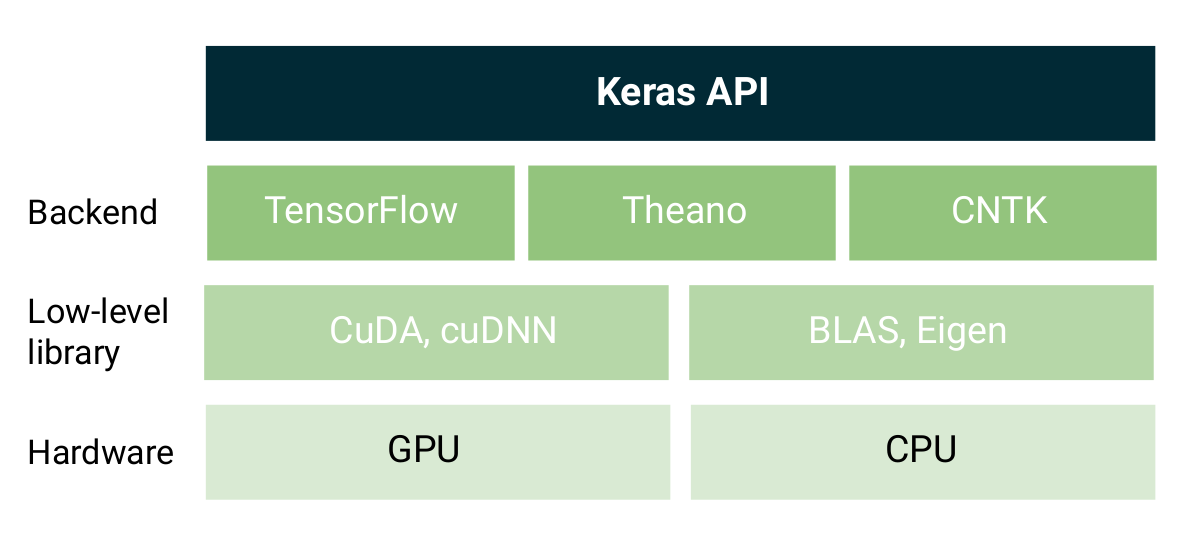 Keras API
Backend
TensorFlow
Theano
CNTK
Low-level
library
CuDA, cuDNN
BLAS, Eigen
Hardware
GPU
CPU